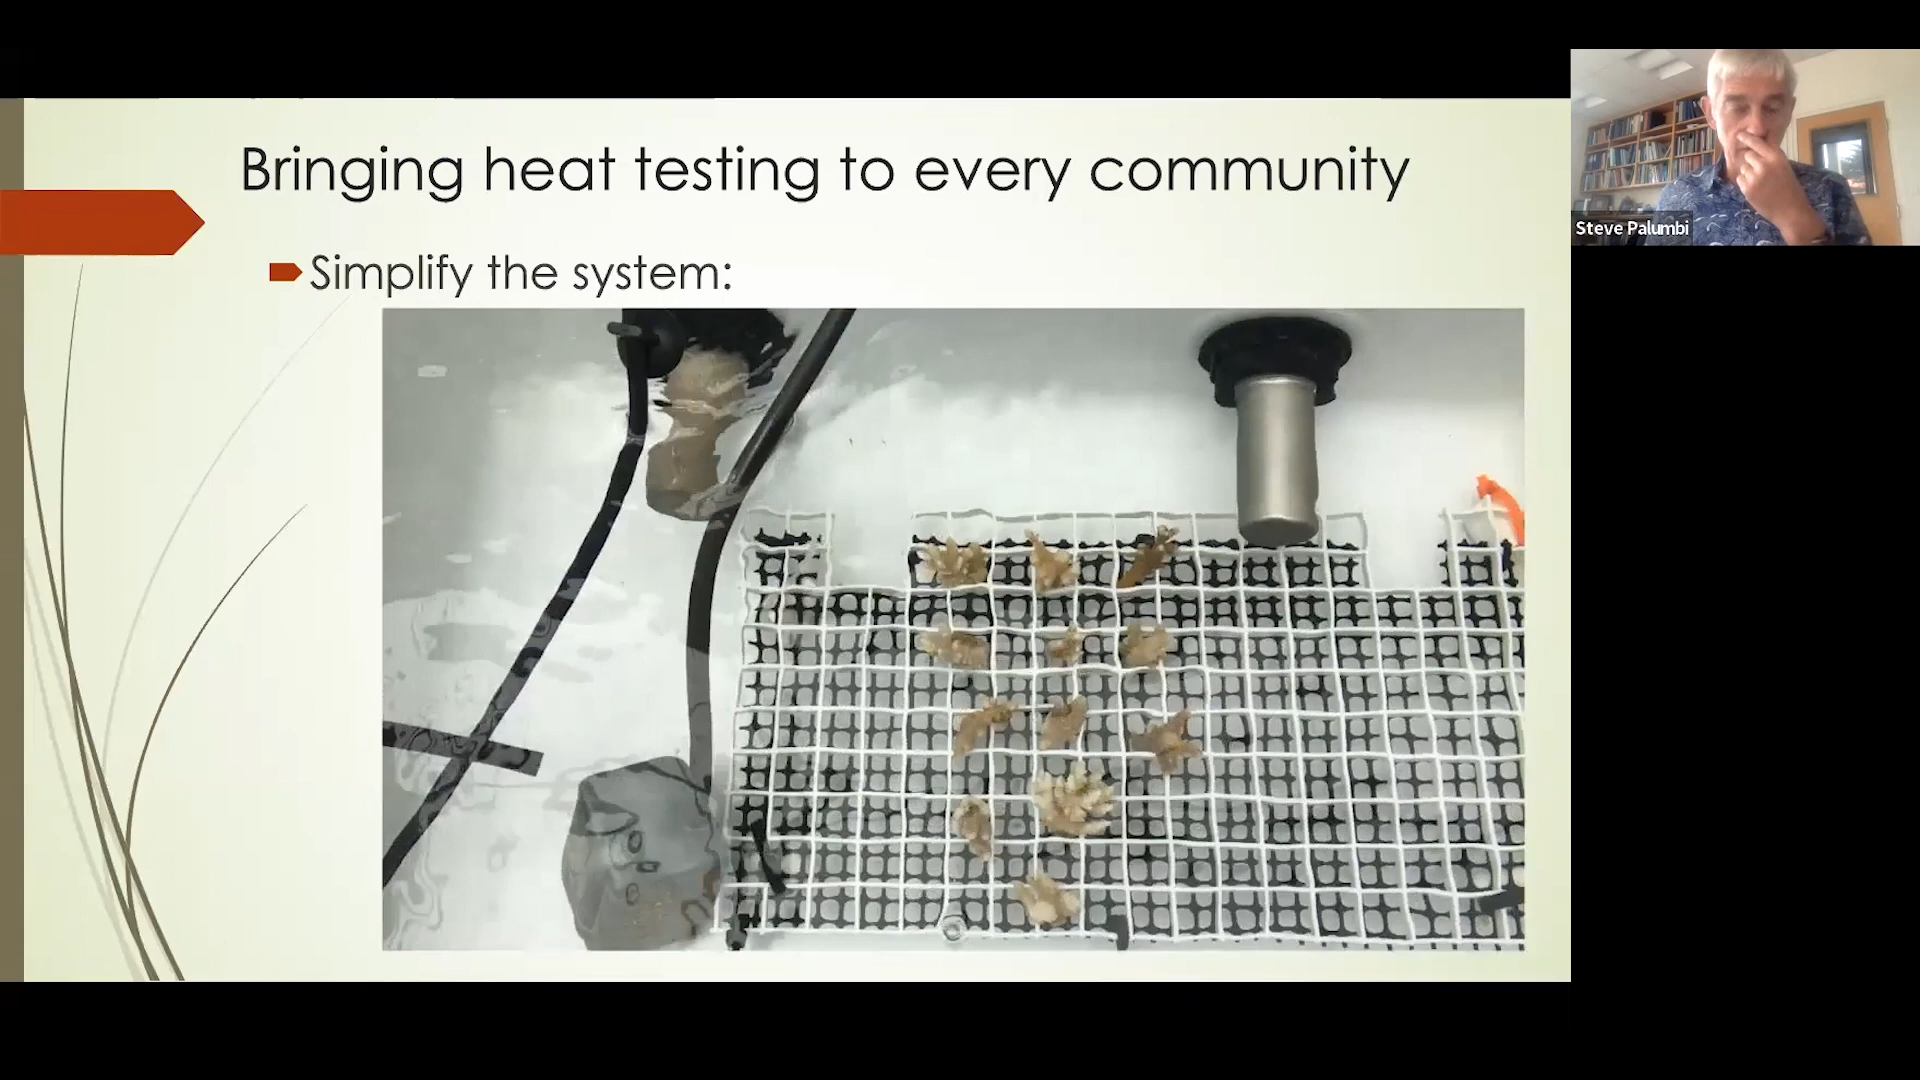 Bringing heat testing to every community
Simplify the system:
Steve Palumbi